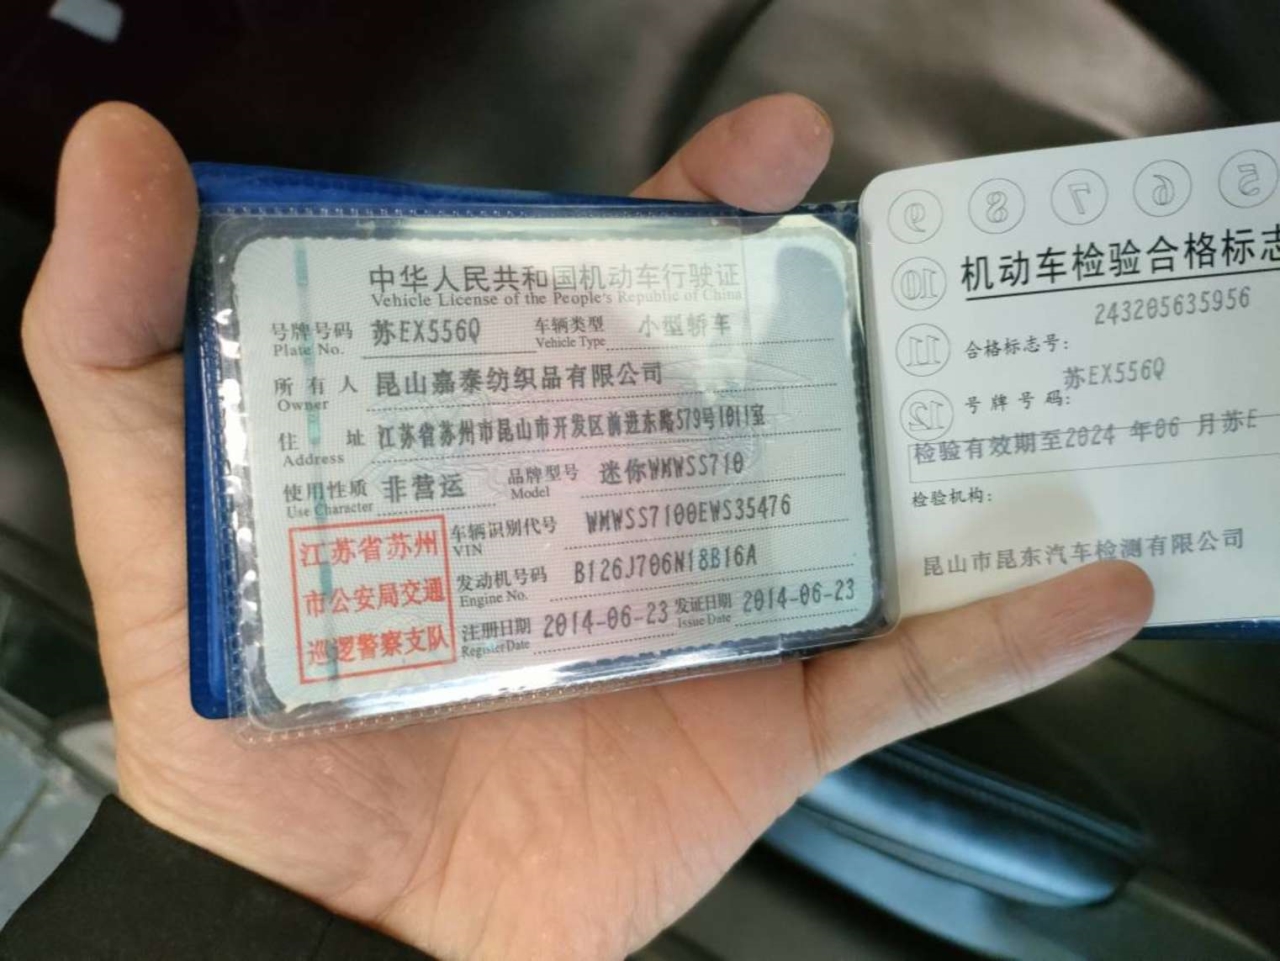 中华人民共和国机动车行驶证
Vehicle License of the People's Republic of China
号牌号码 苏EX556Q 车辆类型 小型轿车
Plate No. Vehicle Type
所有人 昆山嘉泰纺织品有限公司
Owner
住址 江苏省苏州市昆山市开发区前进东路579号1011室
Address
使用性质 非营运 品牌型号 迷你WMWSS710
Use Character Model
江苏省苏州
市公安局交通
巡逻警察支队
车辆识别代号 WMWSS7100EWS35476
VIN
发动机号码 B126J706N18B16A
Engine No.
注册日期 2014-06-23 发证日期 2014-06-23
Register Date Issue Date
9 8 7 6 5
10
11
12
机动车检验合格标志
243205635956
合格标志号:
苏EX556Q
号牌号码:
检验有效期至2024 年06 月苏E
检验机构:
昆山市昆东汽车检测有限公司